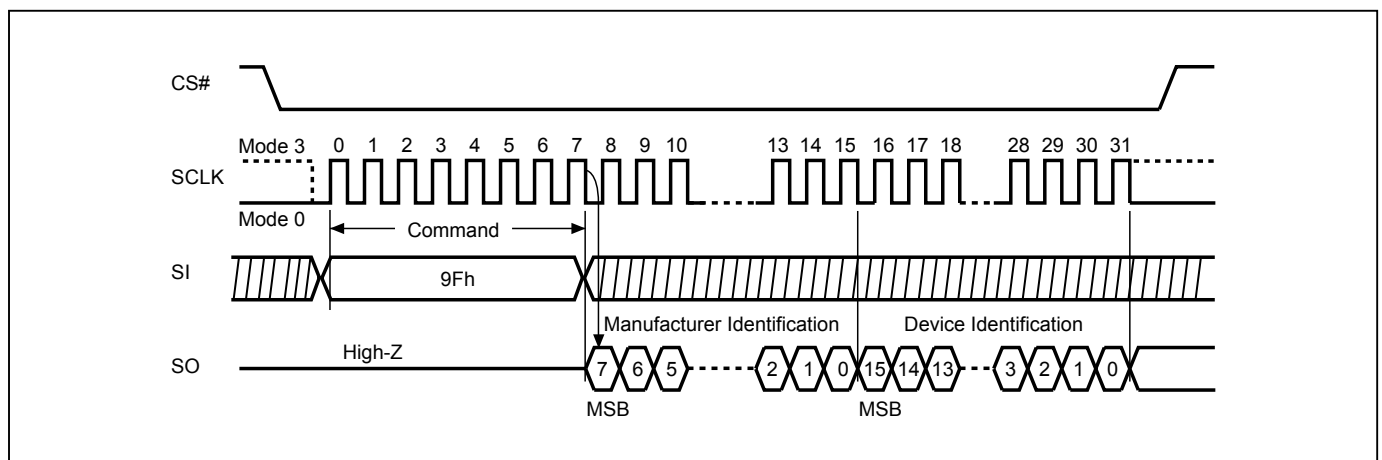 CS#
Mode 3 0 1 2 3 4 5 6 7 8 9 10 13 14 15 16 17 18 28 29 30 31
SCLK
Mode 0
Command
SI
9Fh
Manufacturer Identification Device Identification
High-Z
SO
7 6 5 2 1 0 15 14 13 3 2 1 0
MSB MSB